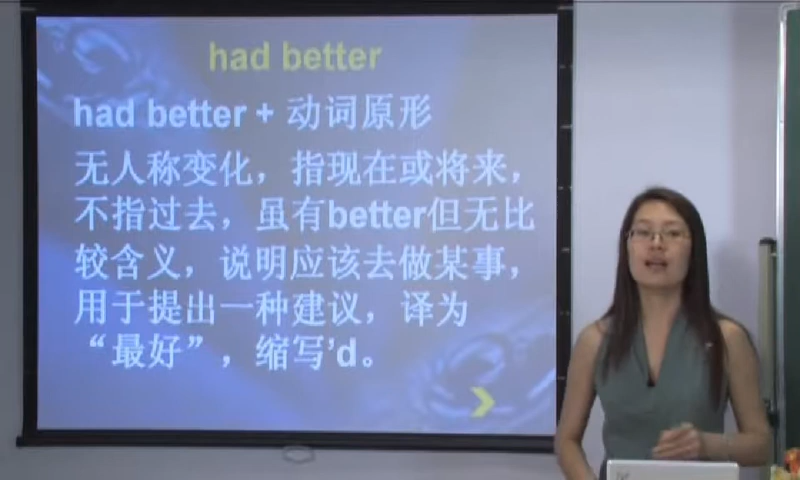 had better
had better + 动词原形
无人称变化，指现在或将来，
不指过去，虽有better但无比
较含义，说明应该去做某事，
用于提出一种建议，译为
“最好”，缩写'd。